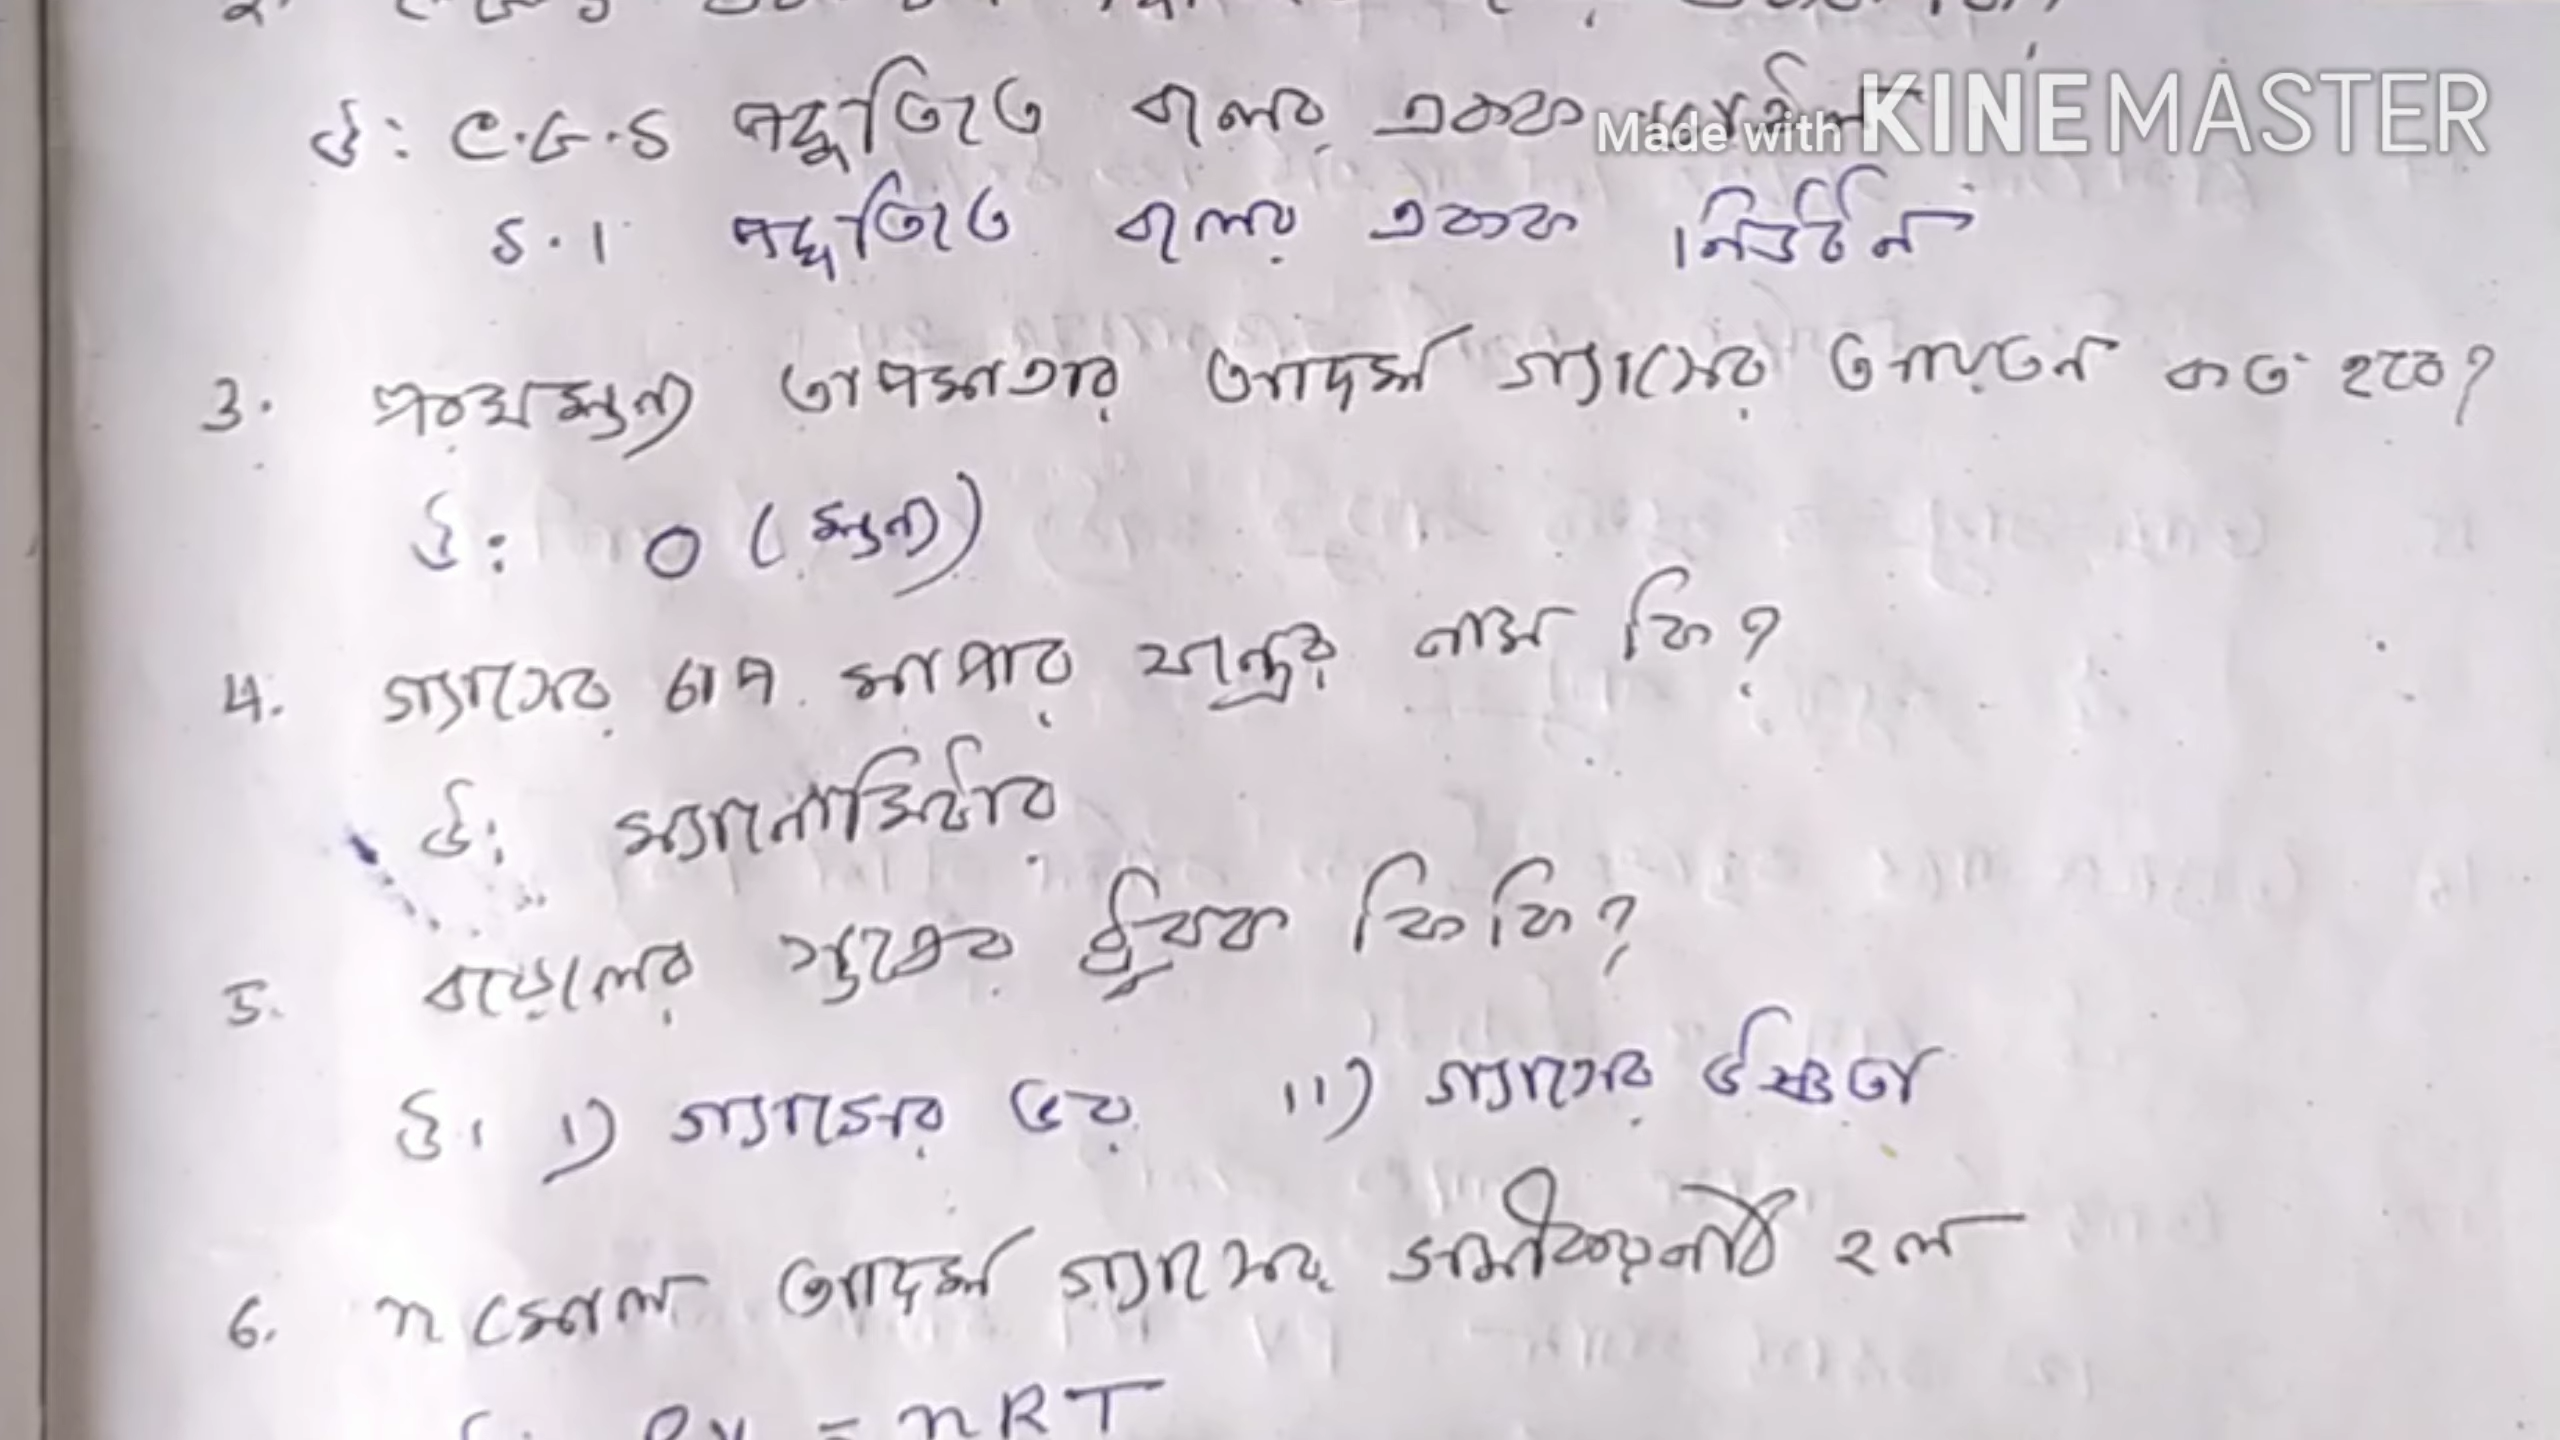 উ: C.G.S পদ্ধতিতে বলের একক
Made with KINEMASTER
S.I পদ্ধতিতে বলের একক নিউটন
3. পরমশূন্য তাপমাত্রায় আদর্শ গ্যাসের আয়তন কত হবে?
উ: 0 (শূন্য)
4. গ্যাসের চাপ মাপার যন্ত্রের নাম কি?
উ: ম্যানোমিটার
5. বয়েলের সূত্রের ধ্রুবক কি কি?
উ: i) গ্যাসের ভর ii) গ্যাসের উষ্ণতা
6. n মোল আদর্শ গ্যাসের সমীকরণটি হল
PV = nRT